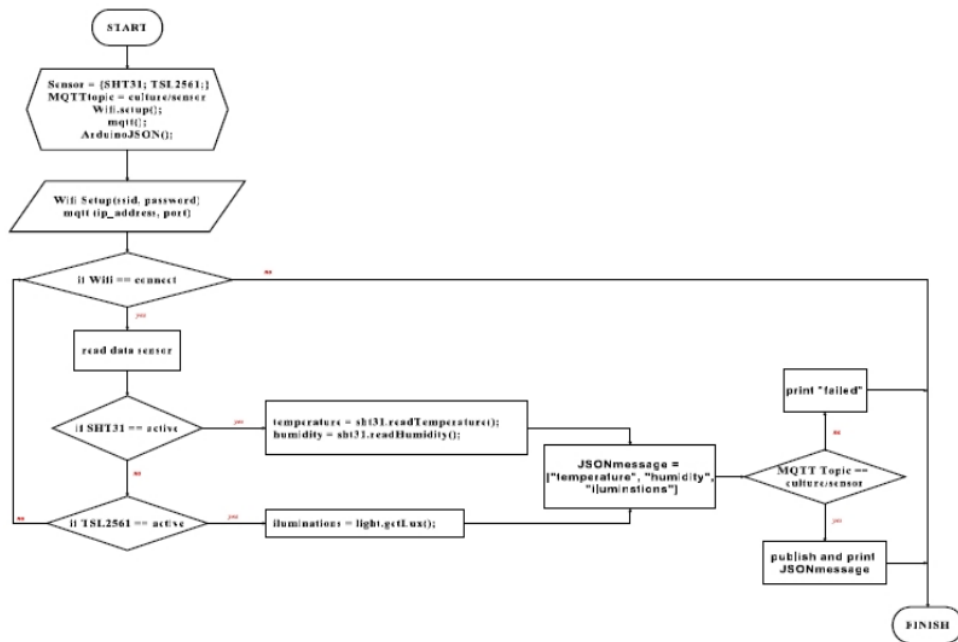 START
Sensor = {SHT31; TSL2561;}
MQTTtopic = culture/sensor
Wifi.setup();
mqtt();
ArduinoJSON();
Wifi Setup(ssid, password)
mqtt (ip_address, port)
if Wifi == connect
no
yes
read data sensor
if SHT31 == active
yes
temperature = sht31.readTemperature();
humidity = sht31.readHumidity();
no
if TSL2561 == active
no
yes
iluminations = light.getLux();
JSONmessage =
["temperature", "humidity",
"iluminstions"]
MQTT Topic ==
culture/sensor
no
print "failed"
yes
publish and print
JSONmessage
FINISH